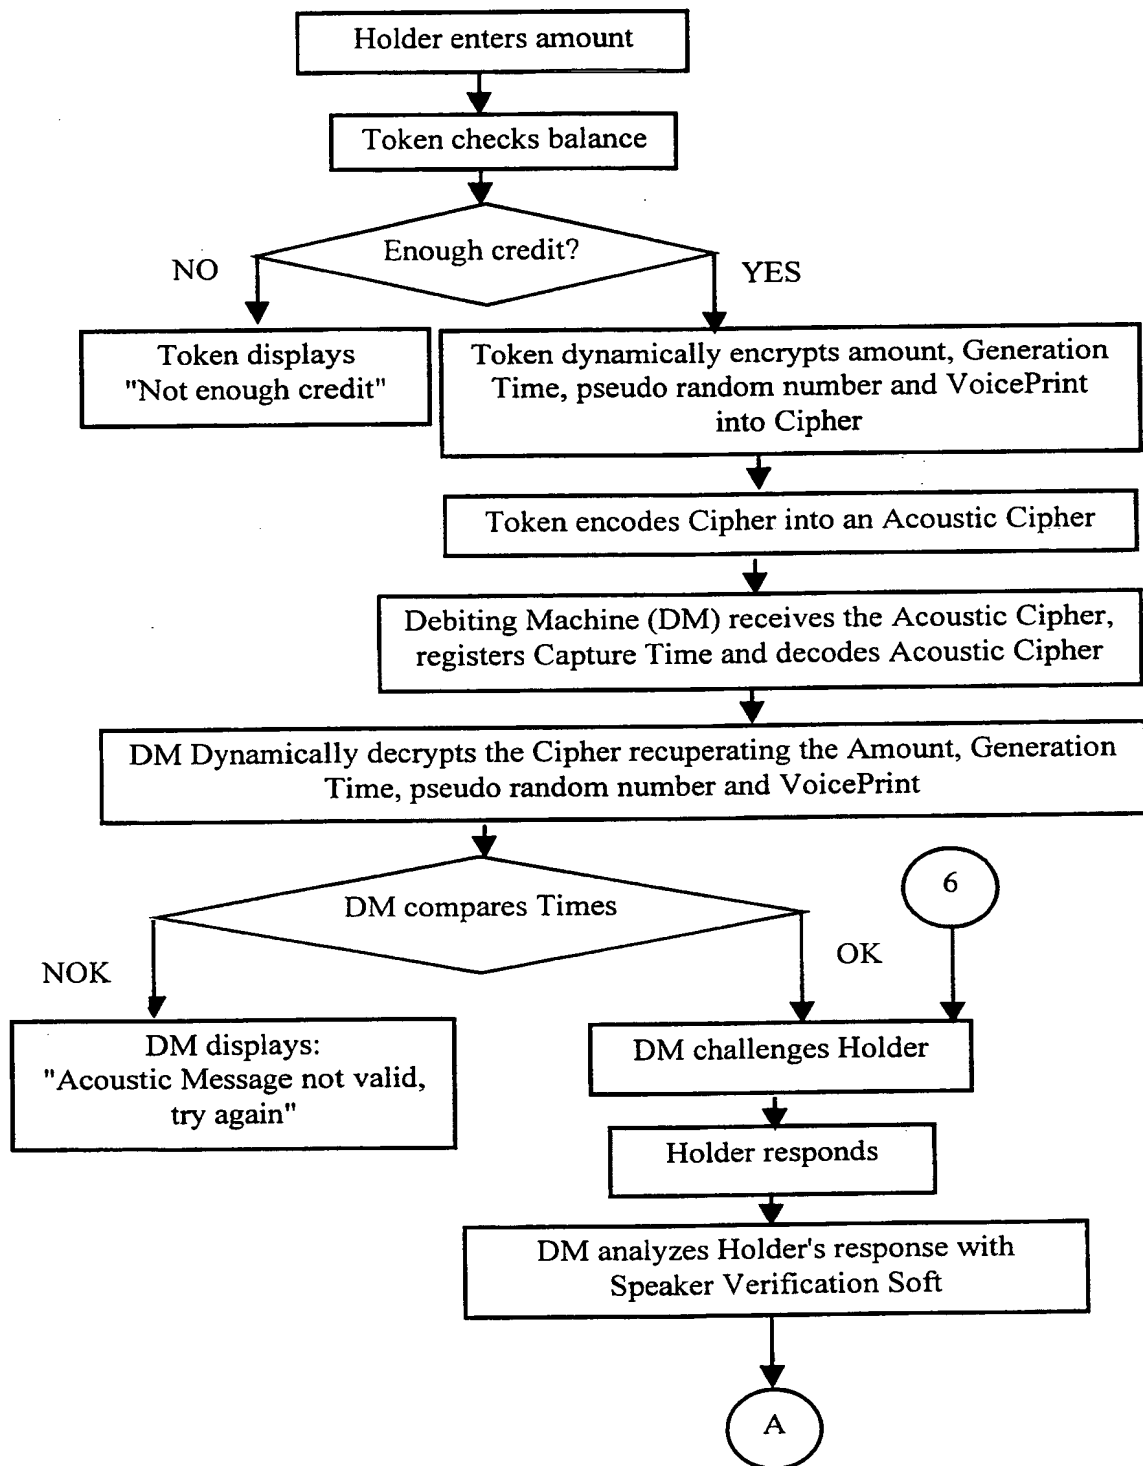 Holder enters amount
Token checks balance
Enough credit?
NO
YES
Token displays
"Not enough credit"
Token dynamically encrypts amount, Generation
Time, pseudo random number and VoicePrint
into Cipher
Token encodes Cipher into an Acoustic Cipher
Debiting Machine (DM) receives the Acoustic Cipher,
registers Capture Time and decodes Acoustic Cipher
DM Dynamically decrypts the Cipher recuperating the Amount, Generation
Time, pseudo random number and VoicePrint
6
DM compares Times
NOK
OK
DM displays:
"Acoustic Message not valid,
try again"
DM challenges Holder
Holder responds
DM analyzes Holder's response with
Speaker Verification Soft
A